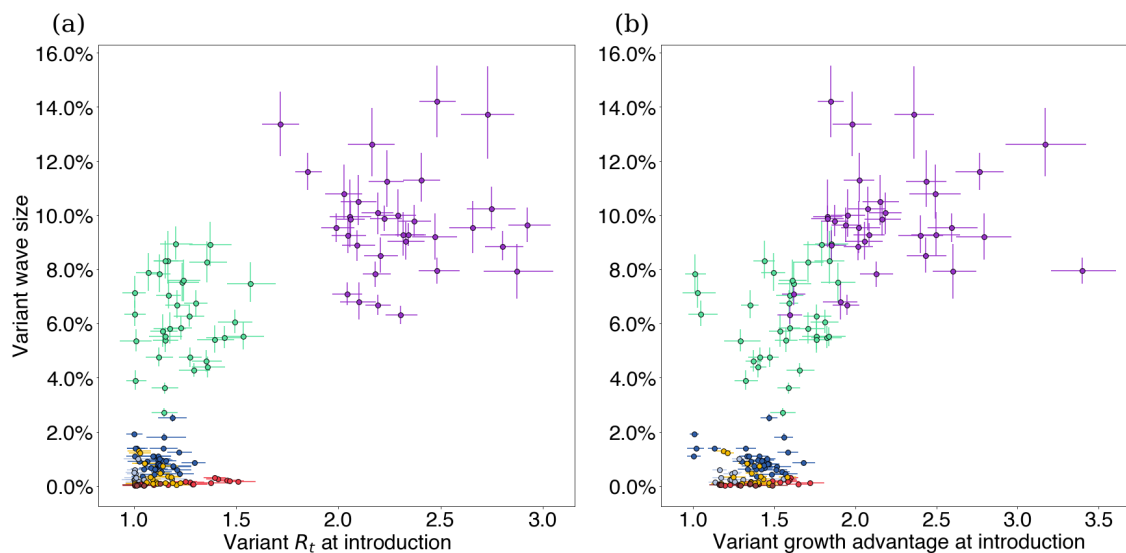 (a)
(b)
Variant wave size
16.0%
14.0%
12.0%
10.0%
8.0%
6.0%
4.0%
2.0%
0.0%
1.0 1.5 2.0 2.5 3.0
Variant Rt at introduction
16.0%
14.0%
12.0%
10.0%
8.0%
6.0%
4.0%
2.0%
0.0%
1.0 1.5 2.0 2.5 3.0 3.5
Variant growth advantage at introduction